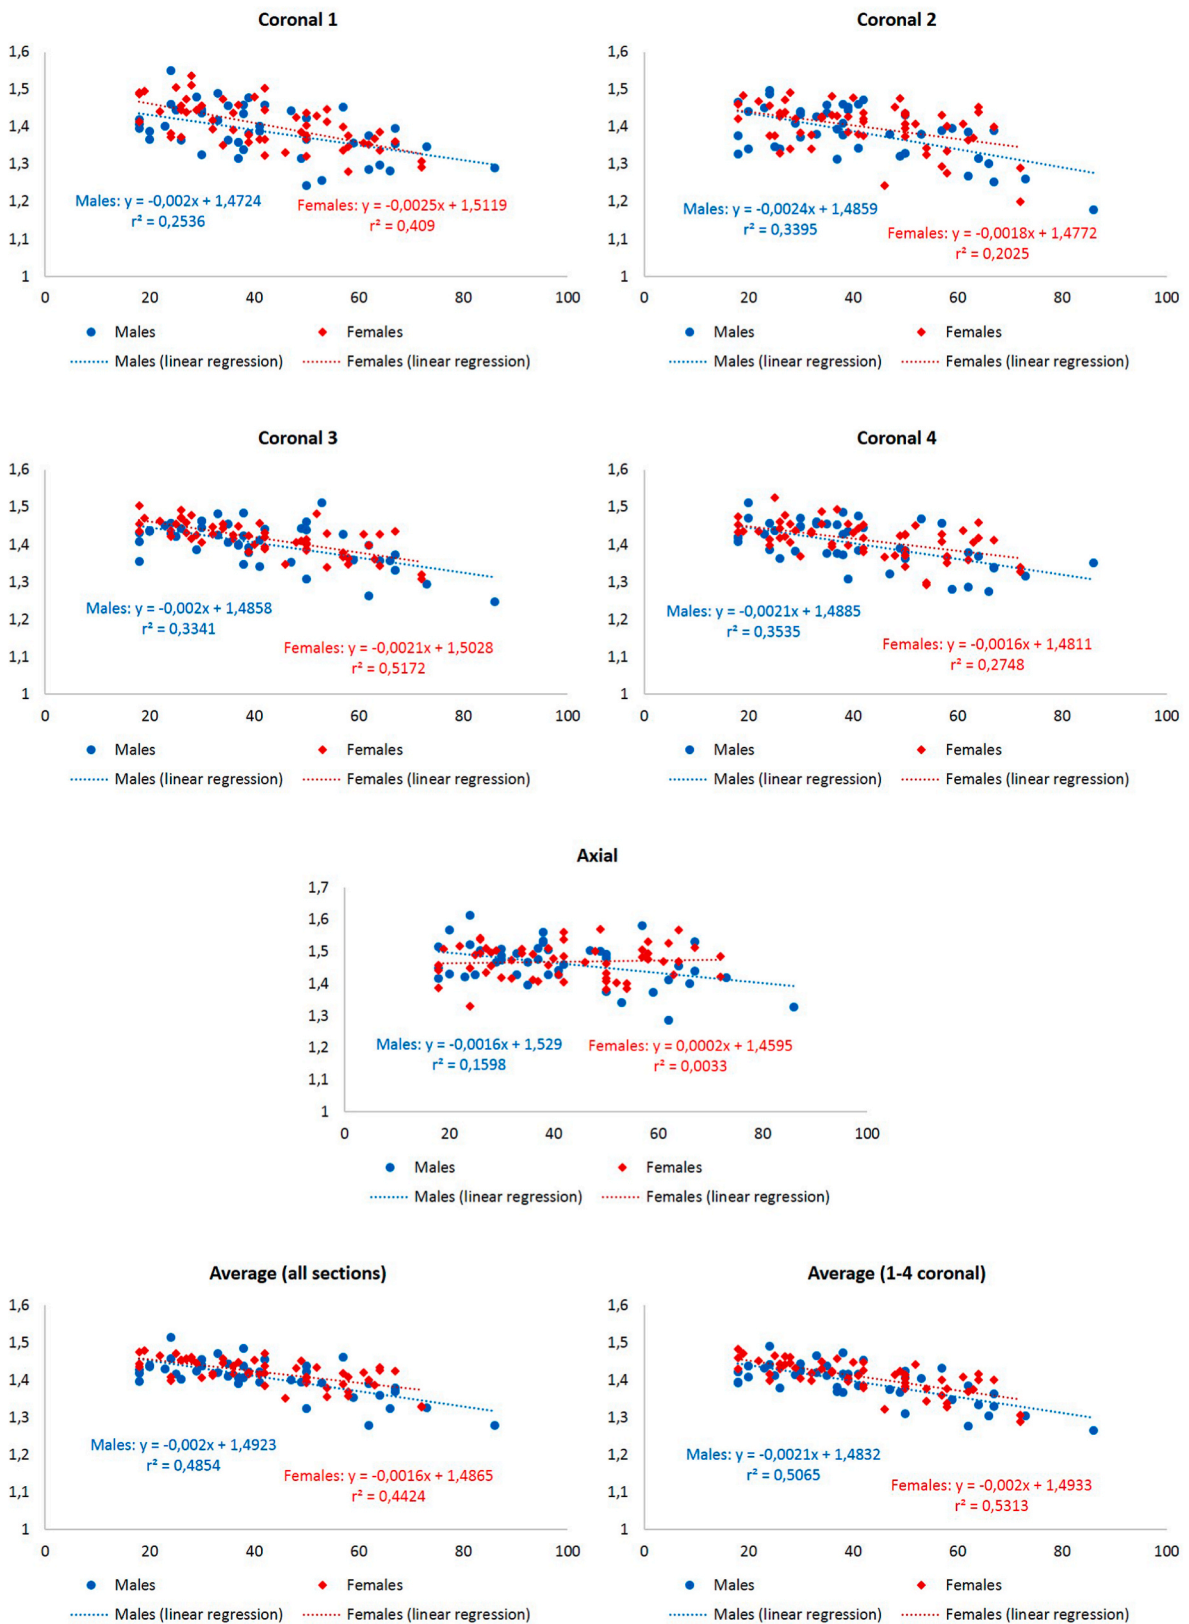 Coronal 1
1,6
1,5
1,4
1,3
1,2
1,1
1
Males: y = -0,002x + 1,4724
r² = 0,2536
Females: y = -0,0025x + 1,5119
r² = 0,409
0 20 40 60 80 100
Males Females
Males (linear regression) Females (linear regression)
Coronal 2
1,6
1,5
1,4
1,3
1,2
1,1
1
Males: y = -0,0024x + 1,4859
r² = 0,3395
Females: y = -0,0018x + 1,4772
r² = 0,2025
0 20 40 60 80 100
Males Females
Males (linear regression) Females (linear regression)
Coronal 3
1,6
1,5
1,4
1,3
1,2
1,1
1
Males: y = -0,002x + 1,4858
r² = 0,3341
Females: y = -0,0021x + 1,5028
r² = 0,5172
0 20 40 60 80 100
Males Females
Males (linear regression) Females (linear regression)
Coronal 4
1,6
1,5
1,4
1,3
1,2
1,1
1
Males: y = -0,0021x + 1,4885
r² = 0,3535
Females: y = -0,0016x + 1,4811
r² = 0,2748
0 20 40 60 80 100
Males Females
Males (linear regression) Females (linear regression)
Axial
1,7
1,6
1,5
1,4
1,3
1,2
1,1
1
Males: y = -0,0016x + 1,529
r² = 0,1598
Females: y = 0,0002x + 1,4595
r² = 0,0033
0 20 40 60 80 100
Males Females
Males (linear regression) Females (linear regression)
Average (all sections)
1,6
1,5
1,4
1,3
1,2
1,1
1
Males: y = -0,002x + 1,4923
r² = 0,4854
Females: y = -0,0016x + 1,4865
r² = 0,4424
0 20 40 60 80 100
Males Females
Males (linear regression) Females (linear regression)
Average (1-4 coronal)
1,6
1,5
1,4
1,3
1,2
1,1
1
Males: y = -0,0021x + 1,4832
r² = 0,5065
Females: y = -0,002x + 1,4933
r² = 0,5313
0 20 40 60 80 100
Males Females
Males (linear regression) Females (linear regression)